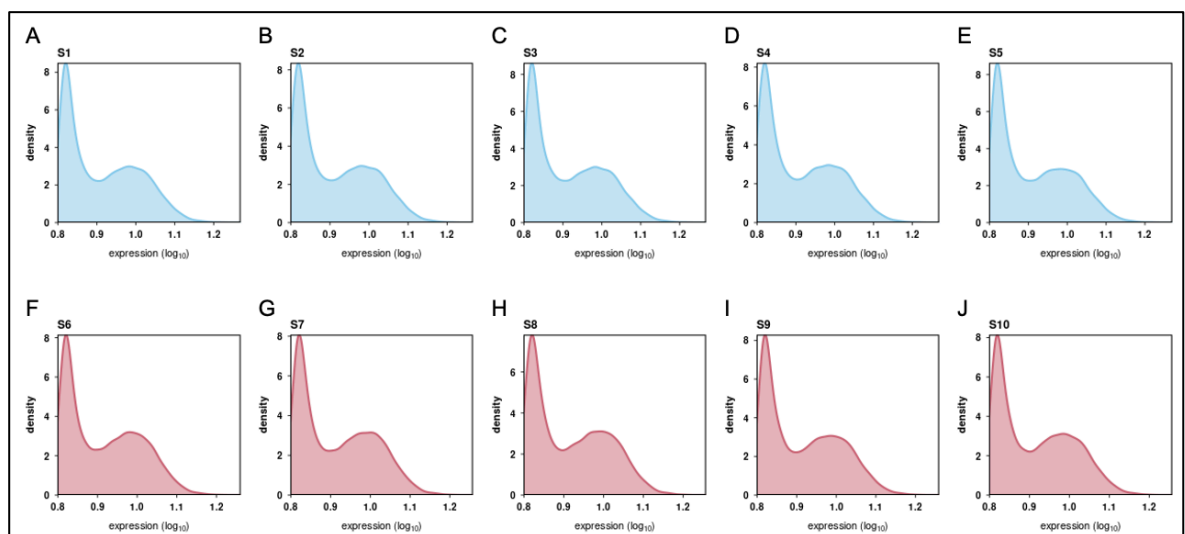 A B C D E
S1 S2 S3 S4 S5
8 8 8 8 8
6 6 6 6 6
4 4 4 4 4
2 2 2 2 2
0 0 0 0 0
density density density density density
0.8 0.9 1.0 1.1 1.2 0.8 0.9 1.0 1.1 1.2 0.8 0.9 1.0 1.1 1.2 0.8 0.9 1.0 1.1 1.2 0.8 0.9 1.0 1.1 1.2
expression (log10) expression (log10) expression (log10) expression (log10) expression (log10)
F G H I J
S6 S7 S8 S9 S10
8 8 8 8
6 6 6 6 6
4 4 4 4 4
2 2 2 2 2
0 0 0 0 0
density density density density density
0.8 0.9 1.0 1.1 1.2 0.8 0.9 1.0 1.1 1.2 0.8 0.9 1.0 1.1 1.2 0.8 0.9 1.0 1.1 1.2 0.8 0.9 1.0 1.1 1.2
expression (log10) expression (log10) expression (log10) expression (log10) expression (log10)